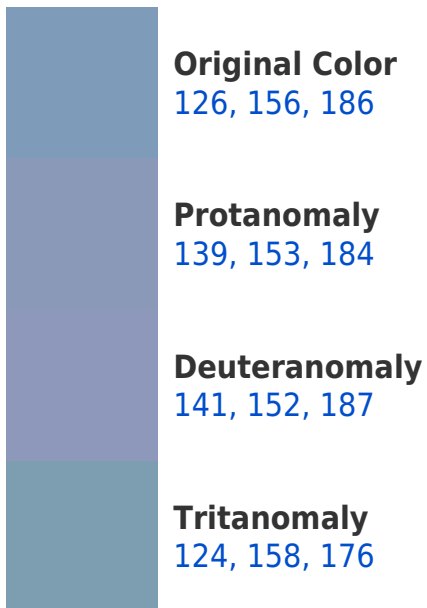 Original Color
126, 156, 186
Protanomaly
139, 153, 184
Deuteranomaly
141, 152, 187
Tritanomaly
124, 158, 176